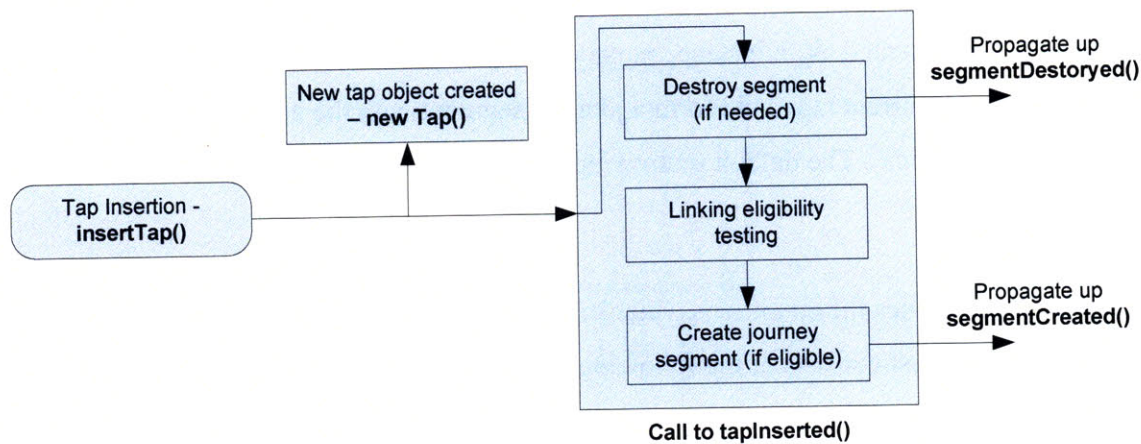 New tap object created
– new Tap()
Tap Insertion -
insertTap()
Destroy segment
(if needed)
Propagate up
segmentDestoryed()
Linking eligibility
testing
Create journey
segment (if eligible)
Propagate up
segmentCreated()
Call to tapInserted()